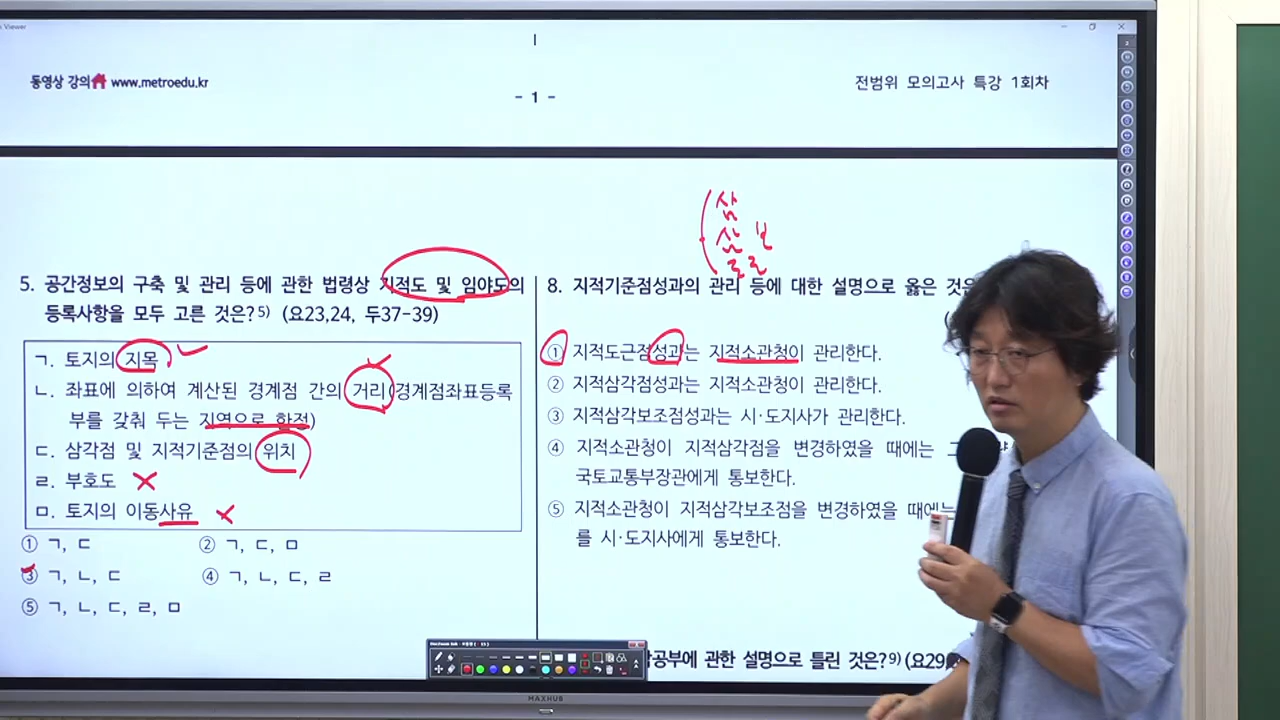 Viewer
동영상 강의 www.metroedu.kr
- 1 -
전범위 모의고사 특강 1회차
5. 공간정보의 구축 및 관리 등에 관한 법령상 지적도 및 임야도의
등록사항을 모두 고른 것은?5) (요23,24, 두37-39)
ㄱ. 토지의 지목
ㄴ. 좌표에 의하여 계산된 경계점 간의 거리(경계점좌표등록
부를 갖춰 두는 지역으로 한정)
ㄷ. 삼각점 및 지적기준점의 위치
ㄹ. 부호도
ㅁ. 토지의 이동사유
① ㄱ, ㄷ
② ㄱ, ㄷ, ㅁ
③ ㄱ, ㄴ, ㄷ
④ ㄱ, ㄴ, ㄷ, ㄹ
⑤ ㄱ, ㄴ, ㄷ, ㄹ, ㅁ
삼
삼 보
도
8. 지적기준점성과의 관리 등에 대한 설명으로 옳은 것은
① 지적도근점성과는 지적소관청이 관리한다.
② 지적삼각점성과는 지적소관청이 관리한다.
③ 지적삼각보조점성과는 시·도지사가 관리한다.
④ 지적소관청이 지적삼각점을 변경하였을 때에는 그
국토교통부장관에게 통보한다.
⑤ 지적소관청이 지적삼각보조점을 변경하였을 때에는
를 시·도지사에게 통보한다.
공부에 관한 설명으로 틀린 것은?9) (요29,
MAXHUB